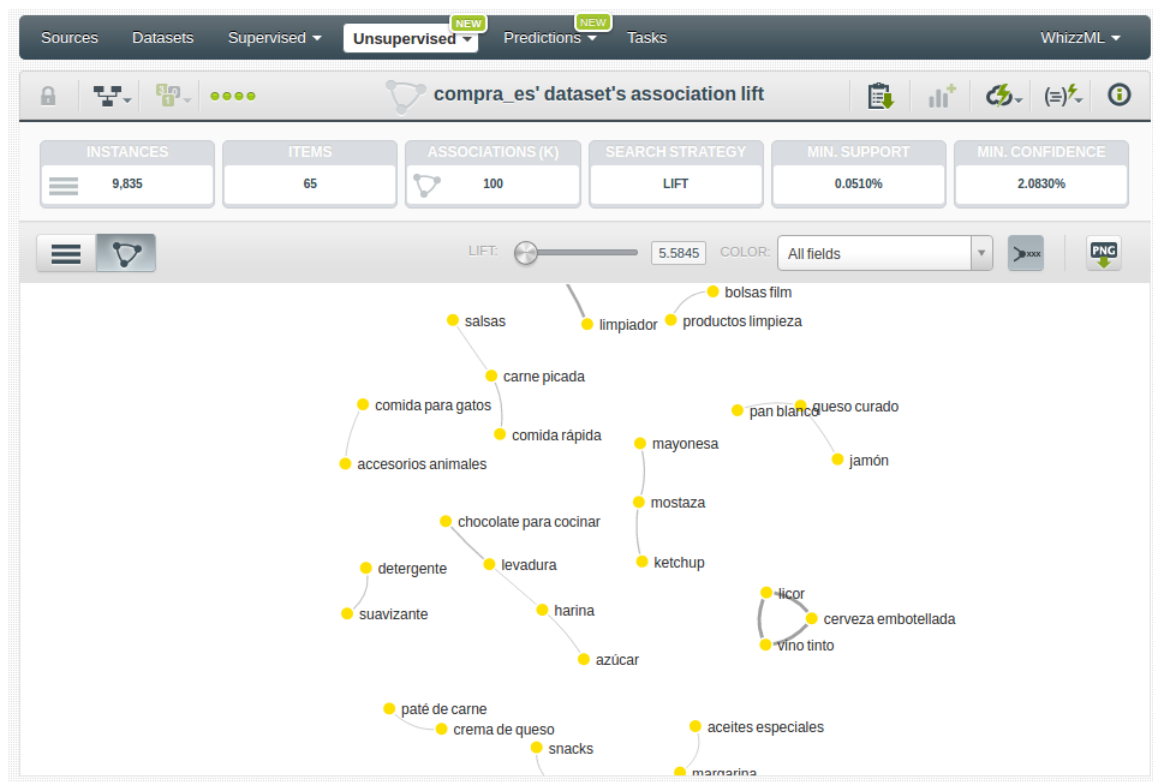 NEW NEW
Sources Datasets Supervised Unsupervised Predictions Tasks WhizzML
compra_es' dataset's association lift
INSTANCES ITEMS ASSOCIATIONS (K) SEARCH STRATEGY MIN. SUPPORT MIN. CONFIDENCE
9,835 65 100 LIFT 0.0510% 2.0830%
LIFT: 5.5845 COLOR: All fields xxx PNG
bolsas film
salsas limpiador productos limpieza
carne picada
comida para gatos pan blanco queso curado
comida rápida mayonesa
accesorios animales jamón
mostaza
chocolate para cocinar
levadura ketchup
detergente
licor
suavizante harina cerveza embotellada
vino tinto
azúcar
paté de carne
crema de queso aceites especiales
snacks
margarina